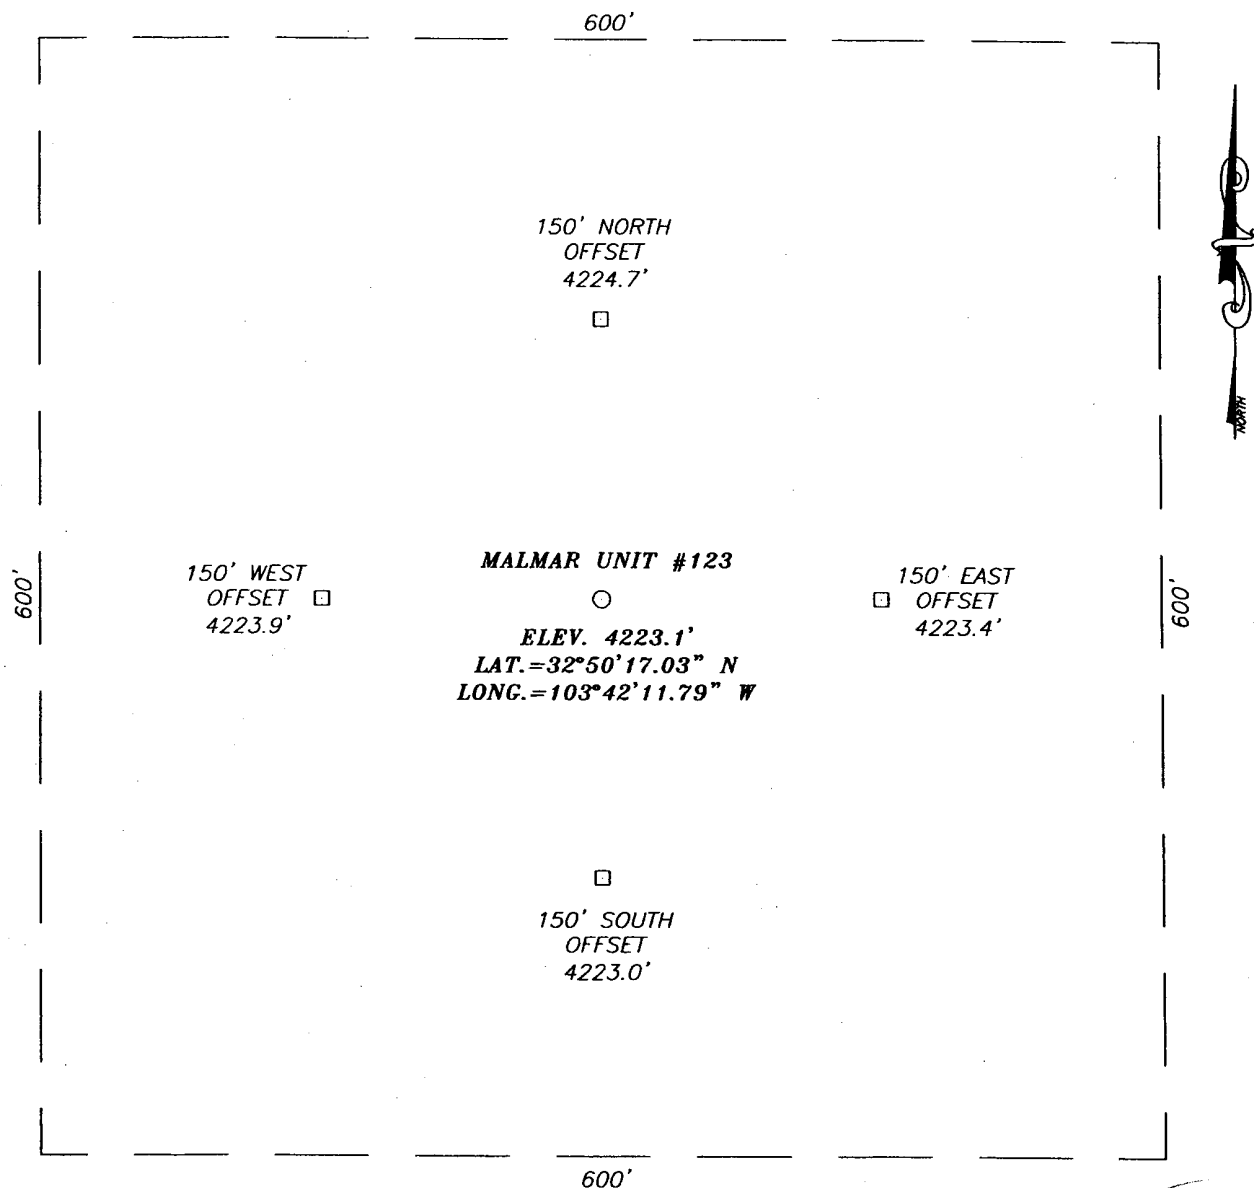 600'
150' NORTH
OFFSET
4224.7'
NORTH
600'
150' WEST
OFFSET
4223.9'
MALMAR UNIT #123
ELEV. 4223.1'
LAT.=32°50'17.03" N
LONG.=103°42'11.79" W
150' EAST
OFFSET
4223.4'
600'
150' SOUTH
OFFSET
4223.0'
600'